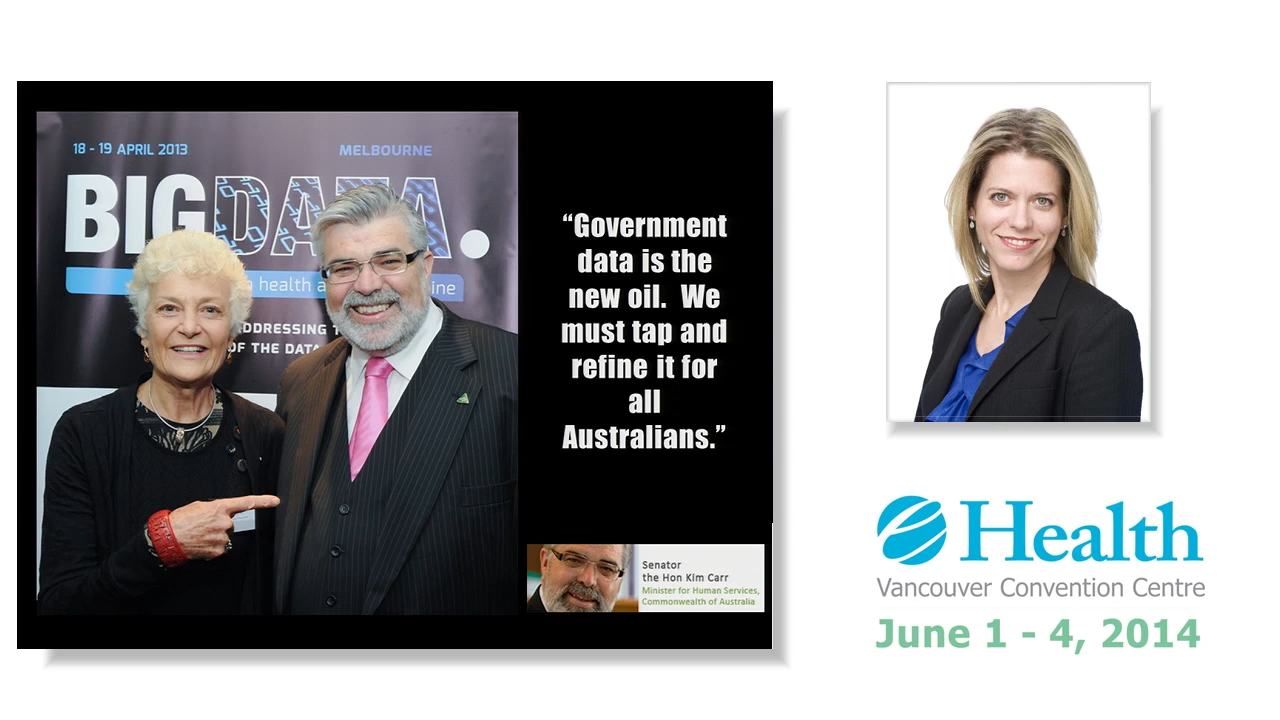 18 - 19 APRIL 2013
MELBOURNE
BIGDATA.
health a
ine
ADDRESSING T
OF THE DATA
“Government
data is the
new oil. We
must tap and
refine it for
all
Australians.”
Senator
the Hon Kim Carr
Minister for Human Services,
Commonwealth of Australia
eHealth
Vancouver Convention Centre
June 1 - 4, 2014